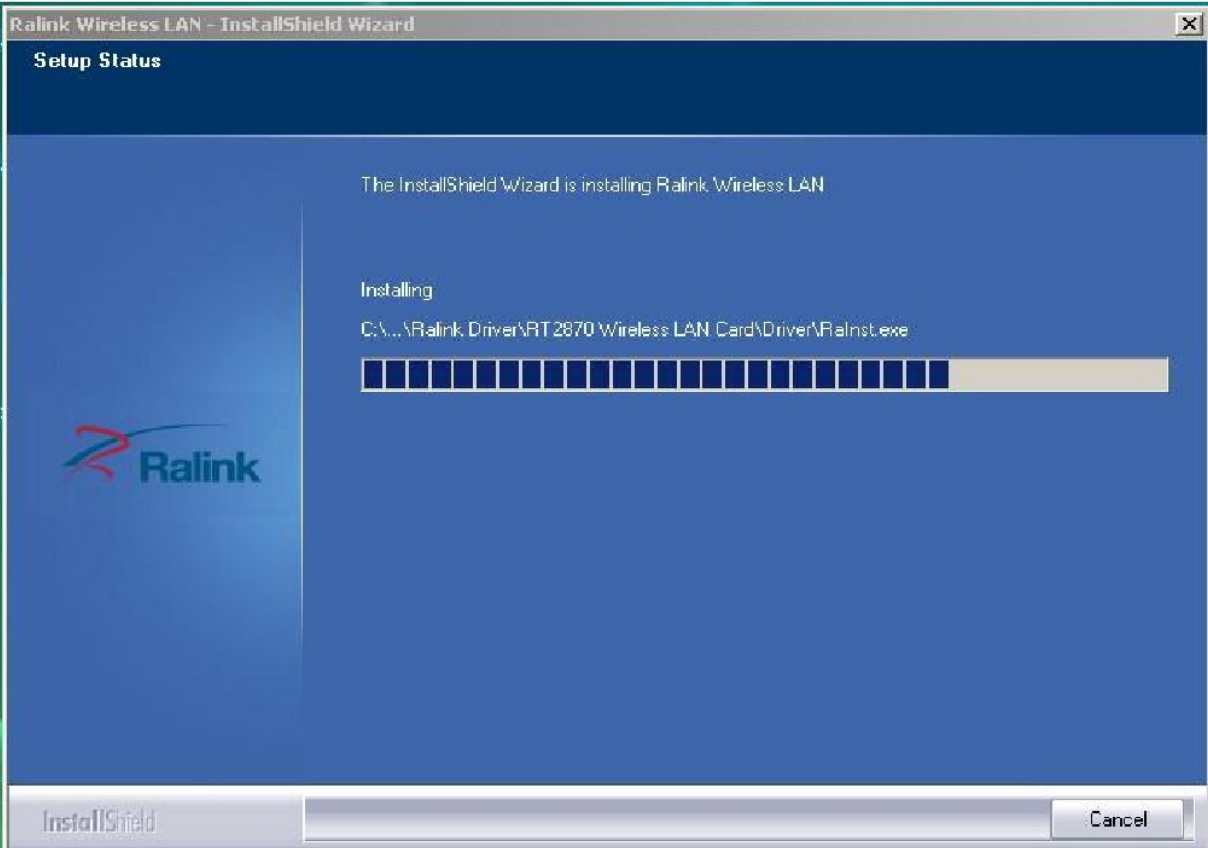 Ralink Wireless LAN - InstallShield Wizard
Setup Status
The InstallShield Wizard is installing Ralink Wireless LAN
Installing
C:\...\Ralink Driver\RT2870 Wireless LAN Card\Driver\RaInst.exe
Ralink
InstallShield
Cancel